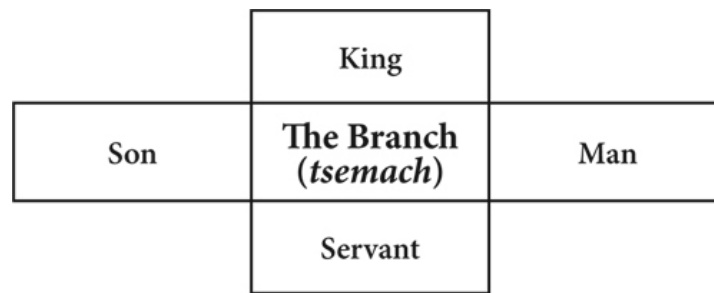 King
Son
The Branch
(tsemach)
Man
Servant